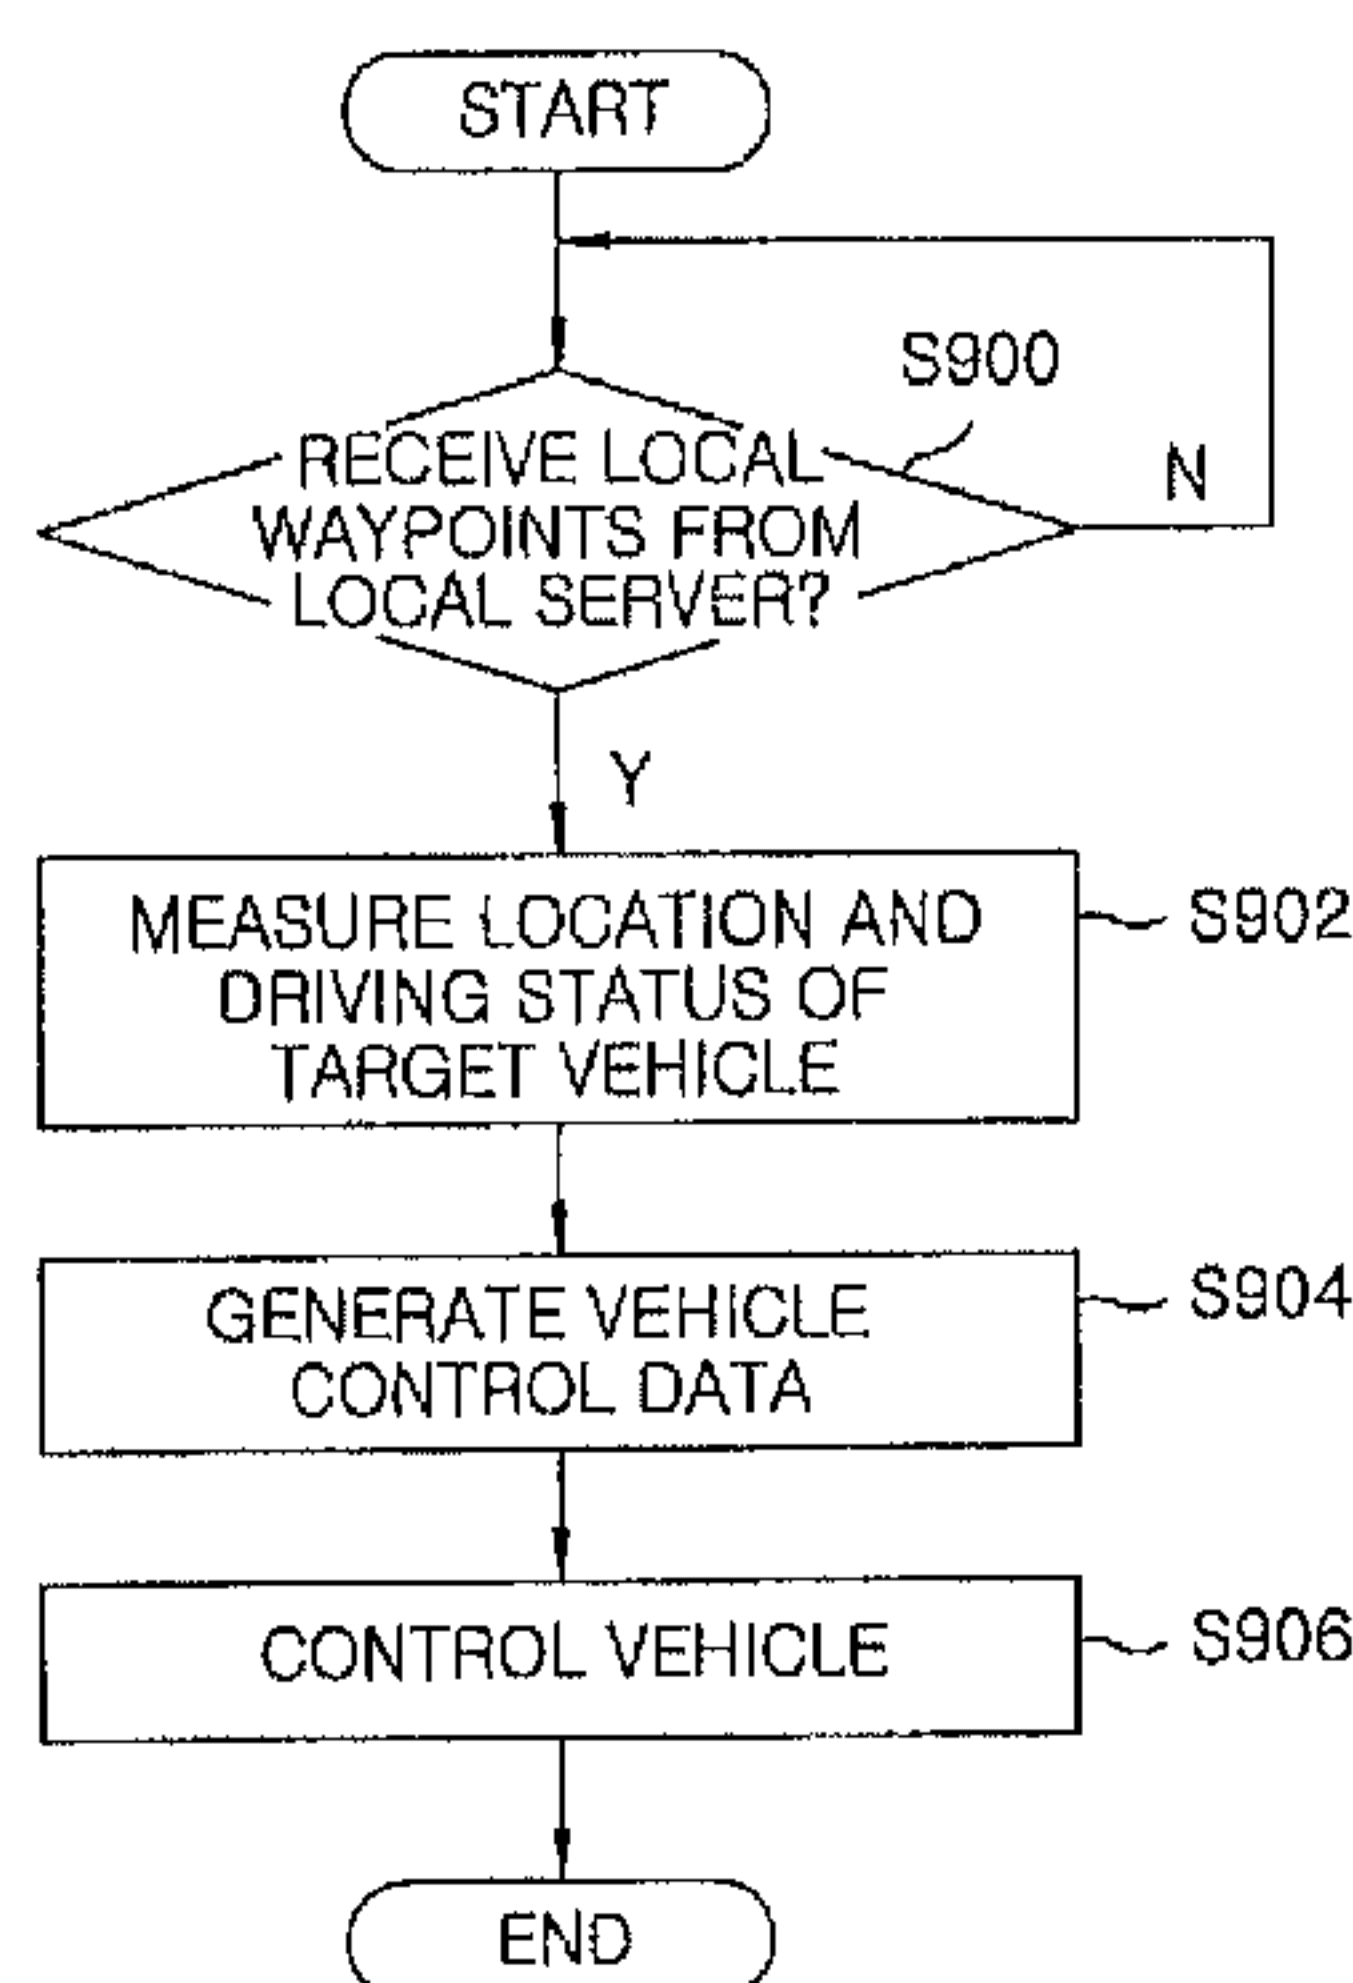 START
S900
RECEIVE LOCAL
WAYPOINTS FROM
LOCAL SERVER?
N
Y
MEASURE LOCATION AND
DRIVING STATUS OF
TARGET VEHICLE
S902
GENERATE VEHICLE
CONTROL DATA
S904
CONTROL VEHICLE
S906
END